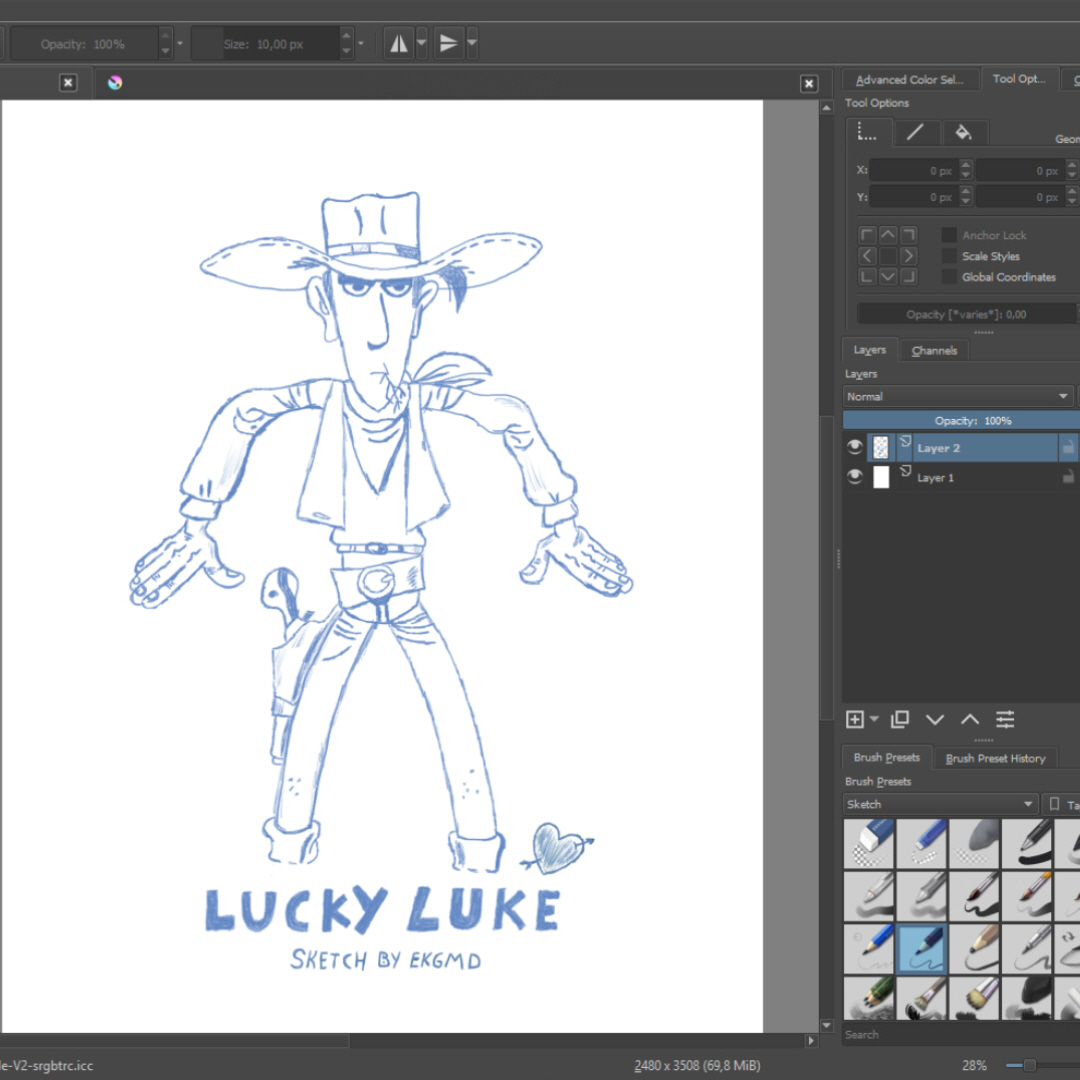 Opacity: 100%
Size: 10,00 px
Advanced Color Sel...
Tool Opt...
Tool Options
X:
0 px
0 px
Y:
0 px
0 px
Anchor Lock
Scale Styles
Global Coordinates
Opacity [*varies*]: 0,00
Layers
Channels
Layers
Normal
Opacity: 100%
Layer 2
Layer 1
LUCKY LUKE
SKETCH BY EKGMD
Brush Presets
Brush Preset History
Brush Presets
Sketch
Search
-V2-srgbtrc.icc
2480 x 3508 (69,8 MiB)
28%